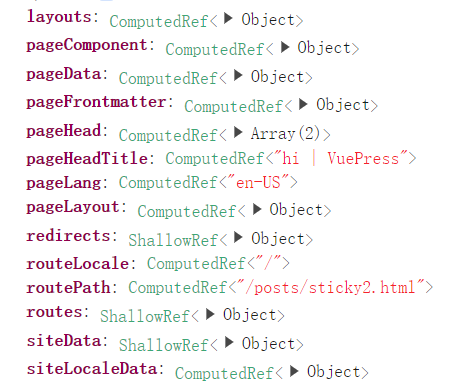 layouts: ComputedRef<▶ Object>
pageComponent: ComputedRef<▶ Object>
pageData: ComputedRef<▶ Object>
pageFrontmatter: ComputedRef<▶ Object>
pageHead: ComputedRef<▶ Array(2)>
pageHeadTitle: ComputedRef<"hi | VuePress">
pageLang: ComputedRef<"en-US">
pageLayout: ComputedRef<▶ Object>
redirects: ShallowRef<▶ Object>
routeLocale: ComputedRef<"/">
routePath: ComputedRef<"/posts/sticky2.html">
routes: ShallowRef<▶ Object>
siteData: ShallowRef<▶ Object>
siteLocaleData: ComputedRef<▶ Object>